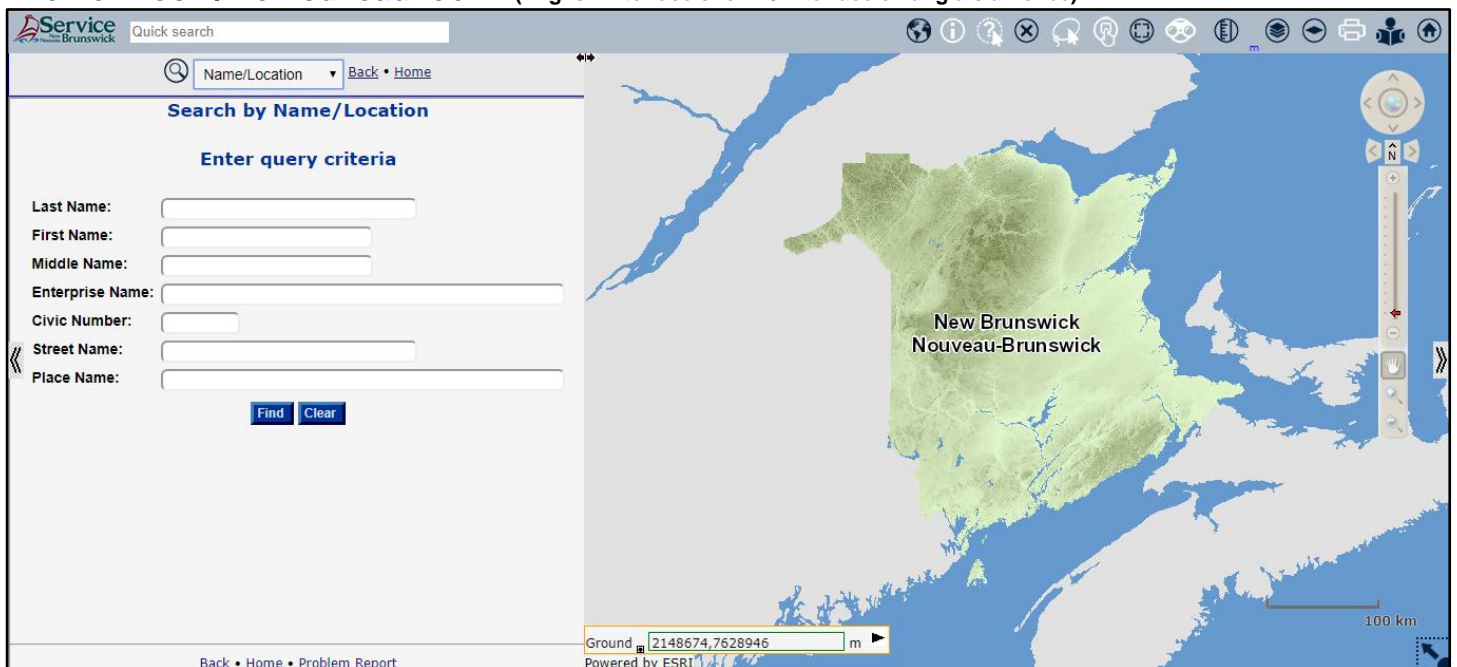 Service
New Nouveau Brunswick
Quick search
m
Name/Location
Back • Home
Search by Name/Location
Enter query criteria
Last Name:
First Name:
Middle Name:
Enterprise Name:
Civic Number:
Street Name:
Place Name:
Find Clear
Back • Home • Problem Report
N
New Brunswick
Nouveau-Brunswick
100 km
Ground 2148674,7628946 m
Powered by ESRI